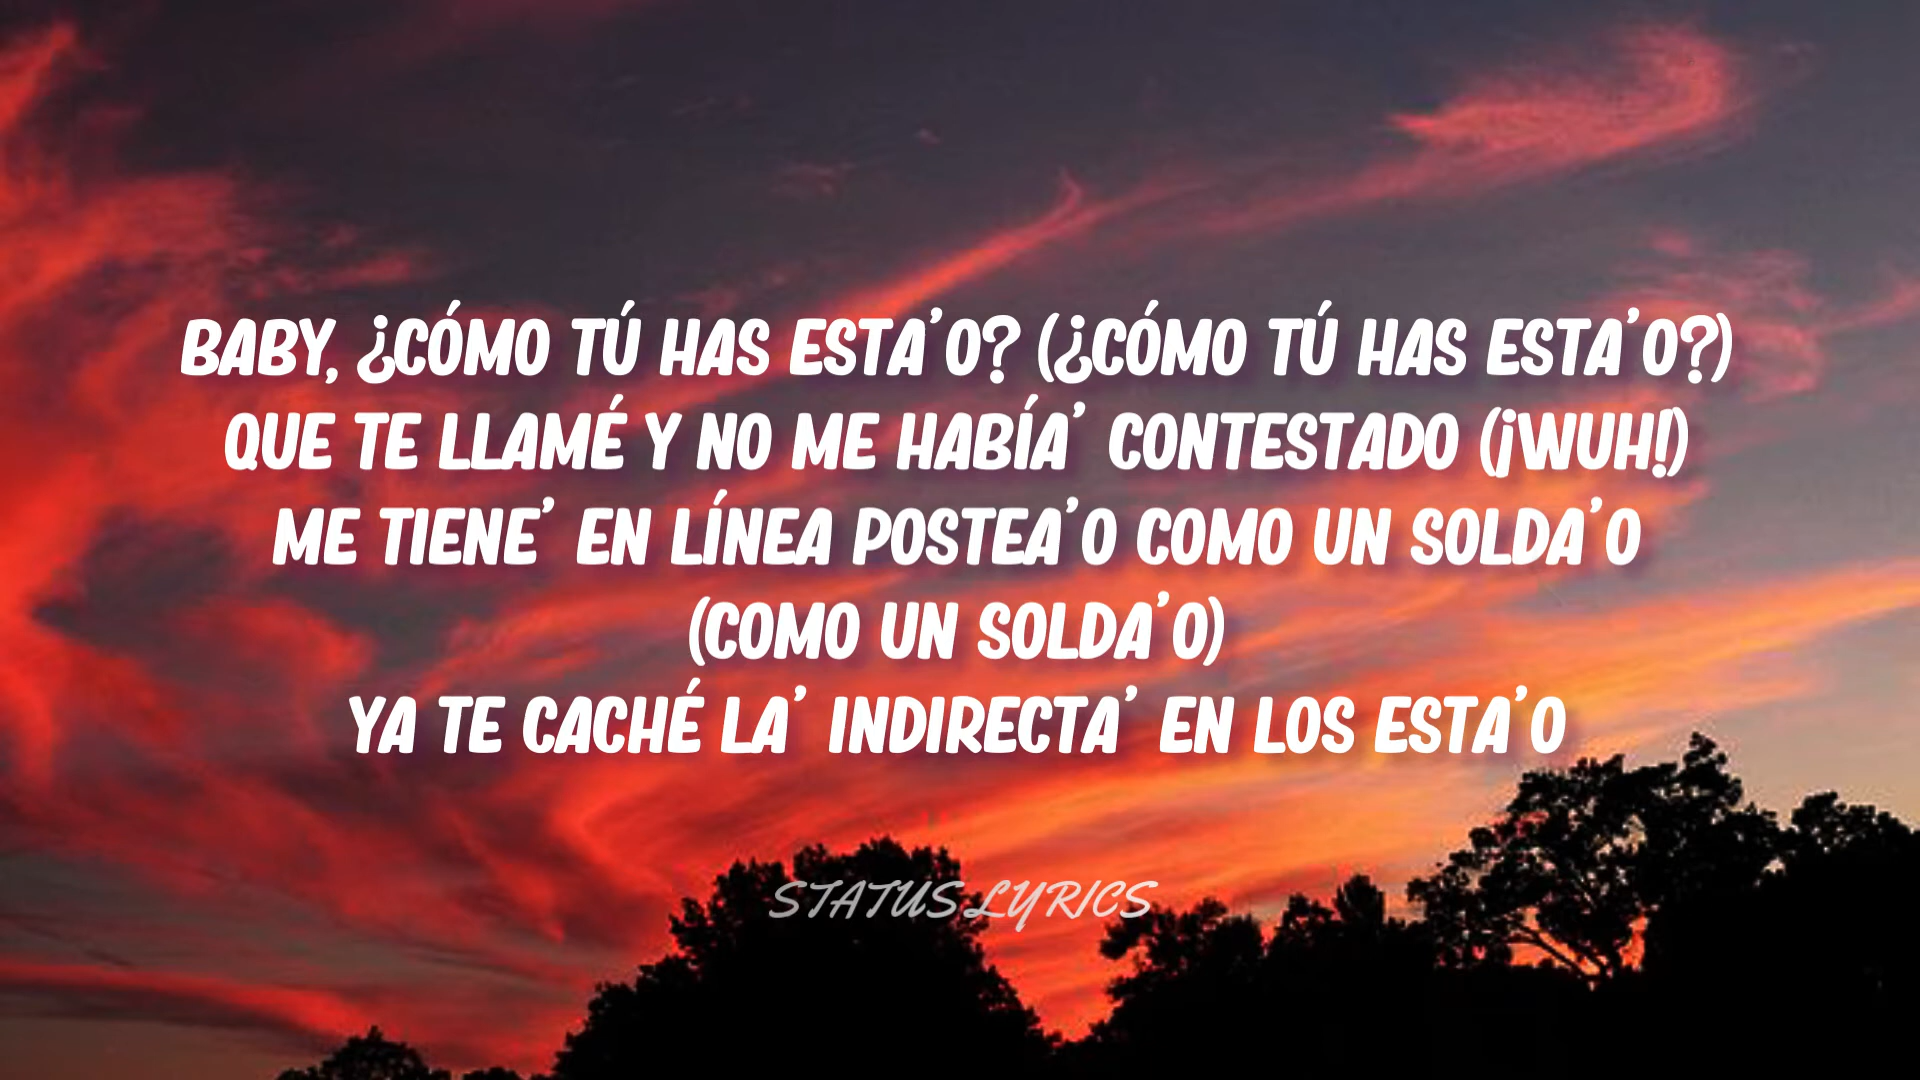 BABY, ¿CÓMO TÚ HAS ESTA'O? (¿CÓMO TÚ HAS ESTA'O?)
QUE TE LLAMÉ Y NO ME HABÍA' CONTESTADO (¡WUH!)
ME TIENE' EN LÍNEA POSTEA'O COMO UN SOLDA'O
(COMO UN SOLDA'O)
YA TE CACHÉ LA' INDIRECTA' EN LOS ESTA'O
STATUS LYRICS